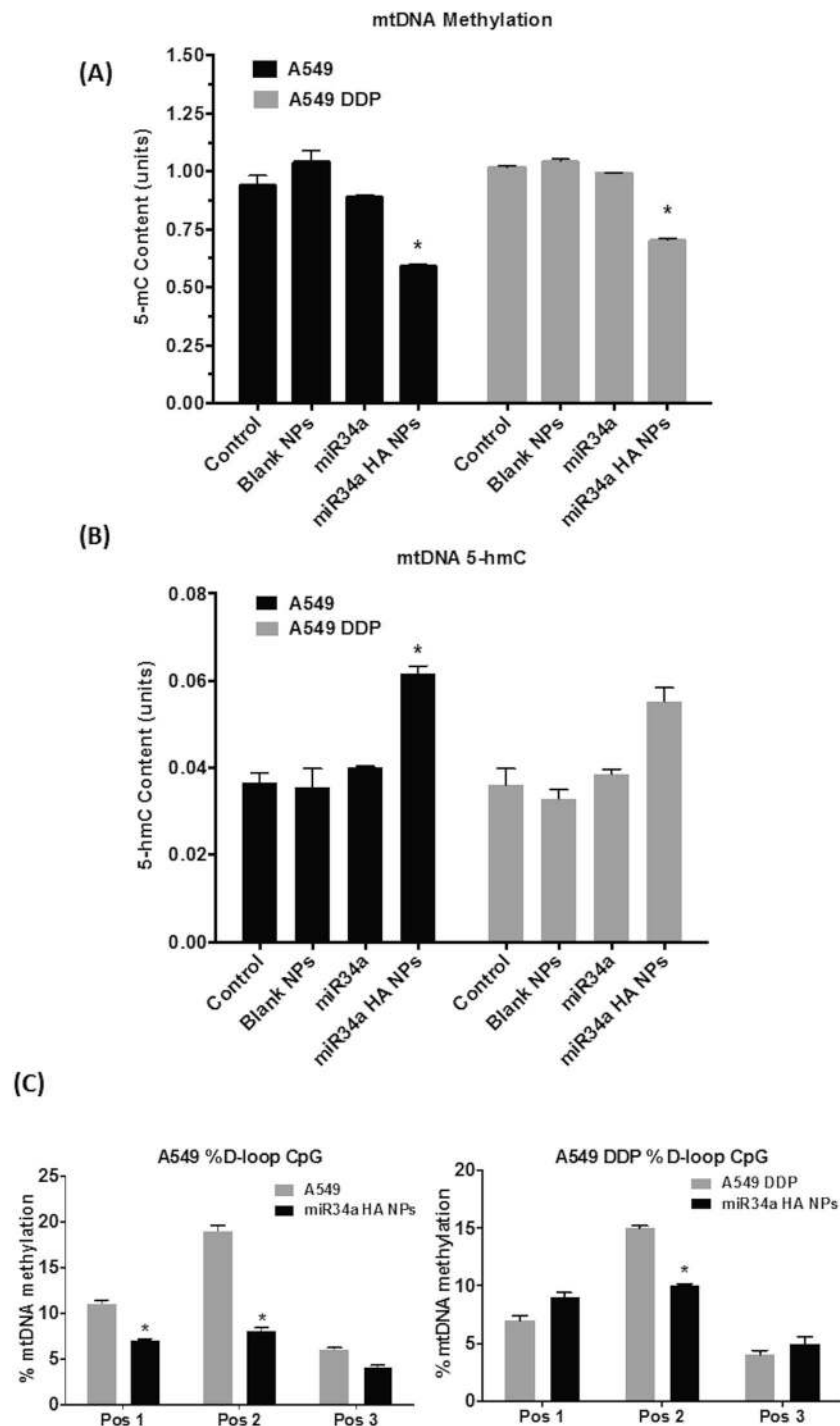 mtDNA Methylation
(A)
5-mC Content (units)
1.50
1.25
1.00
0.75
0.50
0.25
0.00
A549
A549 DDP
*
*
Control
Blank NPs
miR34a
miR34a HA NPs
Control
Blank NPs
miR34a
miR34a HA NPs
(B)
mtDNA 5-hmC
5-hmC Content (units)
0.08
0.06
0.04
0.02
0.00
A549
A549 DDP
*
Control
Blank NPs
miR34a
miR34a HA NPs
Control
Blank NPs
miR34a
miR34a HA NPs
(C)
A549 %D-loop CpG
% mtDNA methylation
25
20
15
10
5
0
A549
miR34a HA NPs
*
*
Pos 1
Pos 2
Pos 3
A549 DDP % D-loop CpG
% mtDNA methylation
20
15
10
5
0
A549 DDP
miR34a HA NPs
*
Pos 1
Pos 2
Pos 3